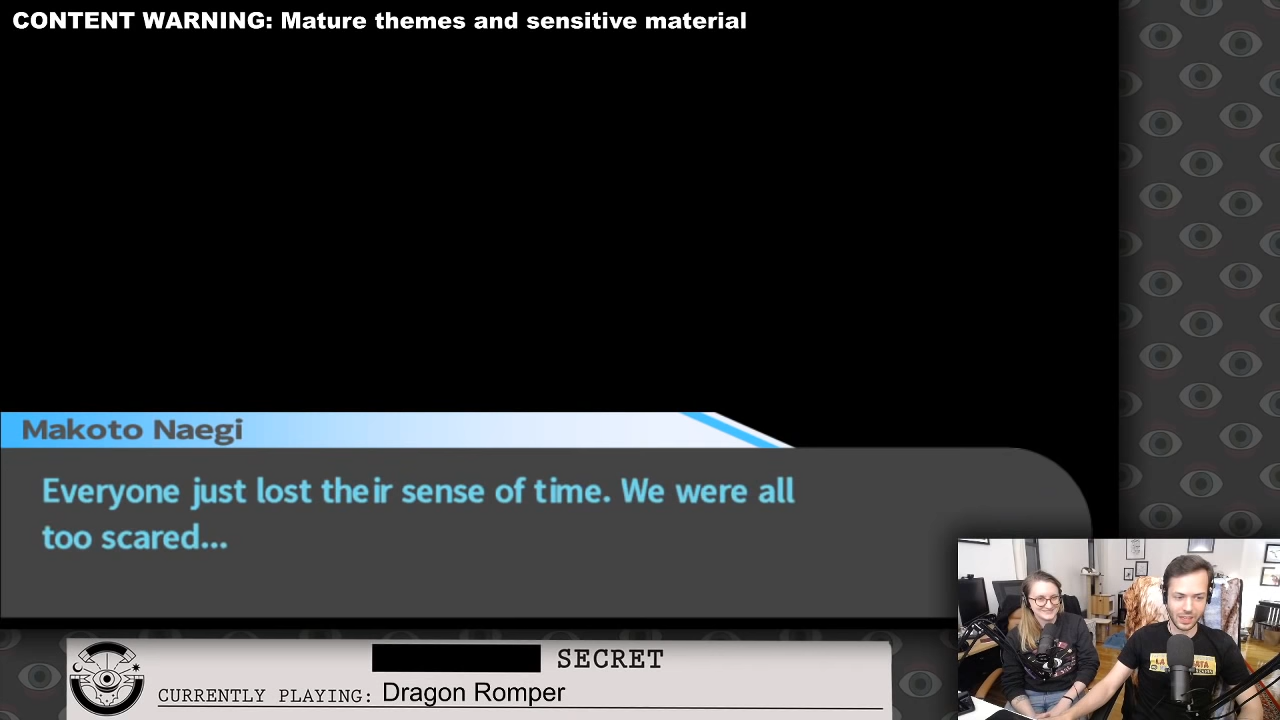 CONTENT WARNING: Mature themes and sensitive material
Makoto Naegi
Everyone just lost their sense of time. We were all
too scared...
SECRET
CURRENTLY PLAYING: Dragon Romper